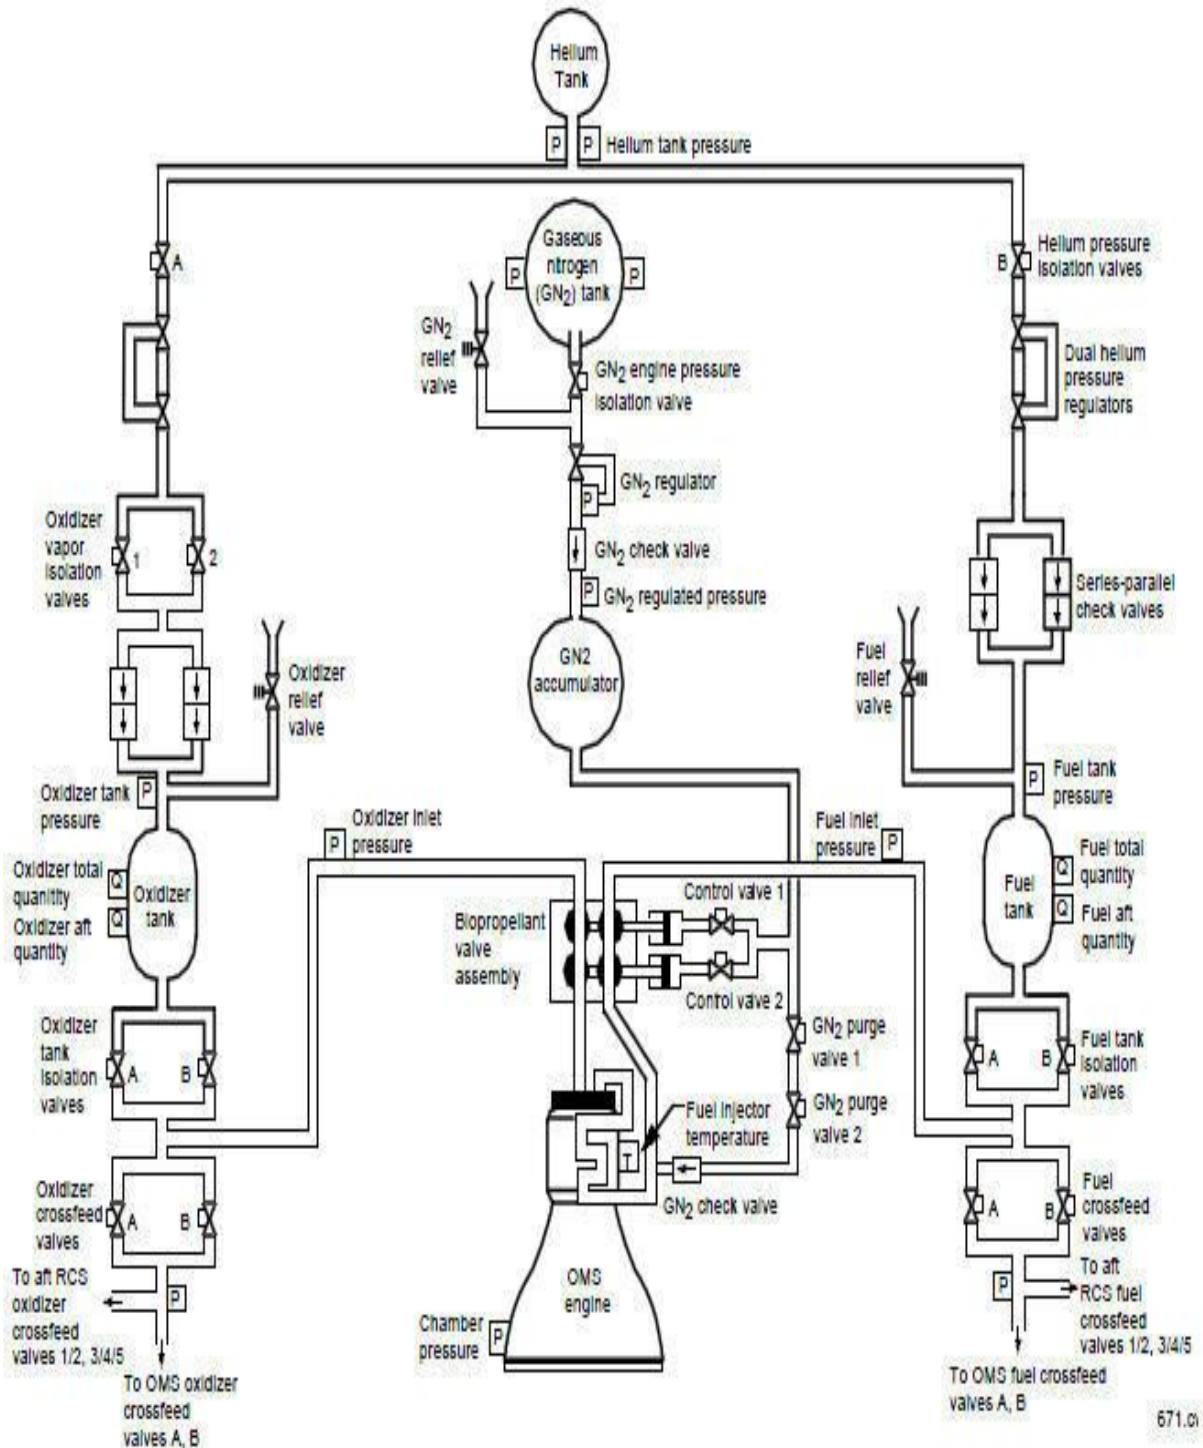 Helium
Tank
P
P
Helium tank pressure
Gaseous
nitrogen
(GN2) tank
P
P
A
B
Helium pressure
isolation valves
GN2
relief
valve
GN2 engine pressure
isolation valve
Dual helium
pressure
regulators
GN2 regulator
P
Oxidizer
vapor
isolation
valves
1
2
GN2 check valve
P
GN2 regulated pressure
Series-parallel
check valves
GN2
accumulator
Oxidizer
relief
valve
Fuel
relief
valve
Oxidizer tank
pressure
P
P
Fuel tank
pressure
P
Oxidizer inlet
pressure
Fuel inlet
pressure
P
Oxidizer total
quanitity
Oxidizer aft
quantity
Q
Q
Oxidizer
tank
Fuel
tank
Q
Q
Fuel total
quantity
Fuel aft
quantity
Control valve 1
Biopropellant
valve
assembly
Control valve 2
Oxidizer
tank
isolation
valves
A
B
GN2 purge
valve 1
A
B
Fuel tank
isolation
valves
GN2 purge
valve 2
Fuel injector
temperature
T
GN2 check valve
Oxidizer
crossfeed
valves
A
B
A
B
Fuel
crossfeed
valves
OMS
engine
Chamber
pressure
P
To aft RCS
oxidizer
crossfeed
valves 1/2, 3/4/5
P
P
To aft
RCS fuel
crossfeed
valves 1/2, 3/4/5
To OMS oxidizer
crossfeed
valves A, B
To OMS fuel crossfeed
valves A, B